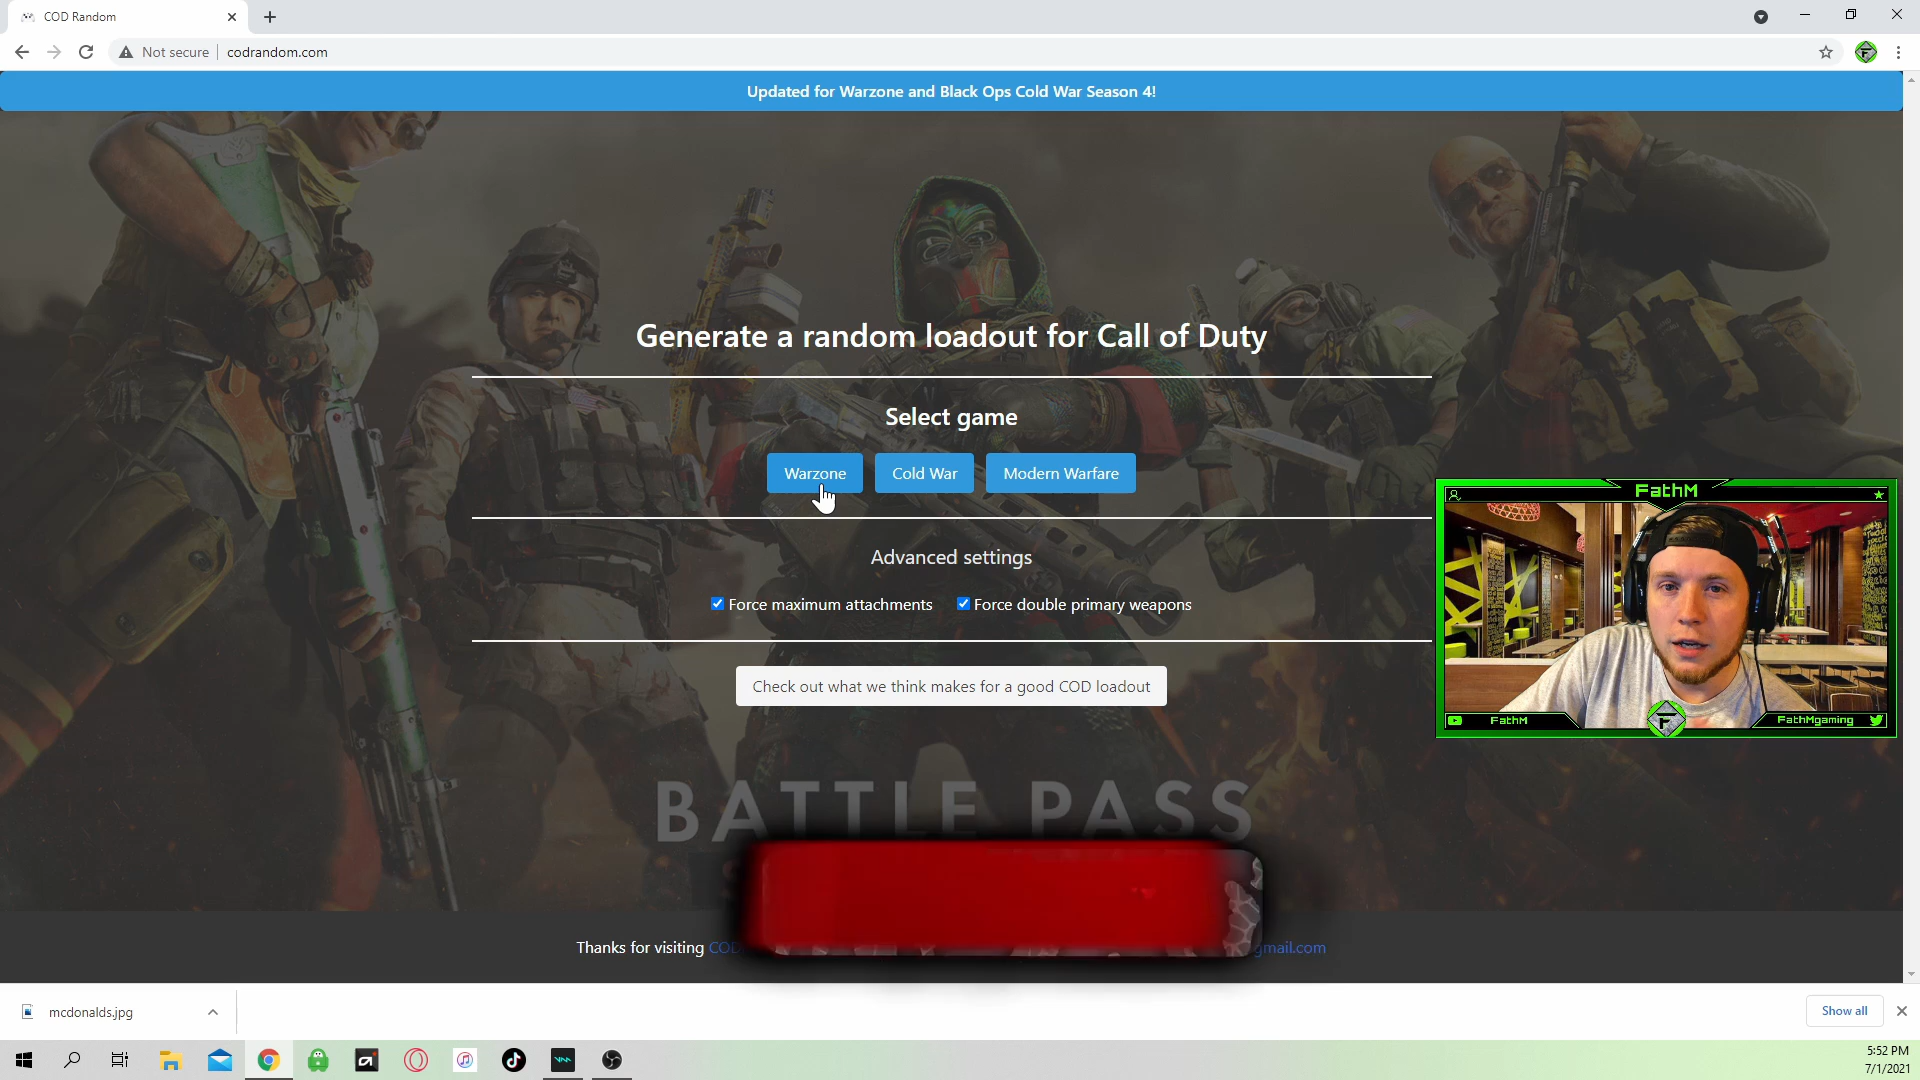 COD Random
Not secure
codrandom.com
Updated for Warzone and Black Ops Cold War Season 4!
Generate a random loadout for Call of Duty
Select game
Warzone
Cold War
Modern Warfare
Advanced settings
Force maximum attachments
Force double primary weapons
Check out what we think makes for a good COD loadout
FathM
FathM
FathMgaming
BATTLE PASS
Thanks for visiting COD
gmail.com
mcdonalds.jpg
Show all
5:52 PM
7/1/2021